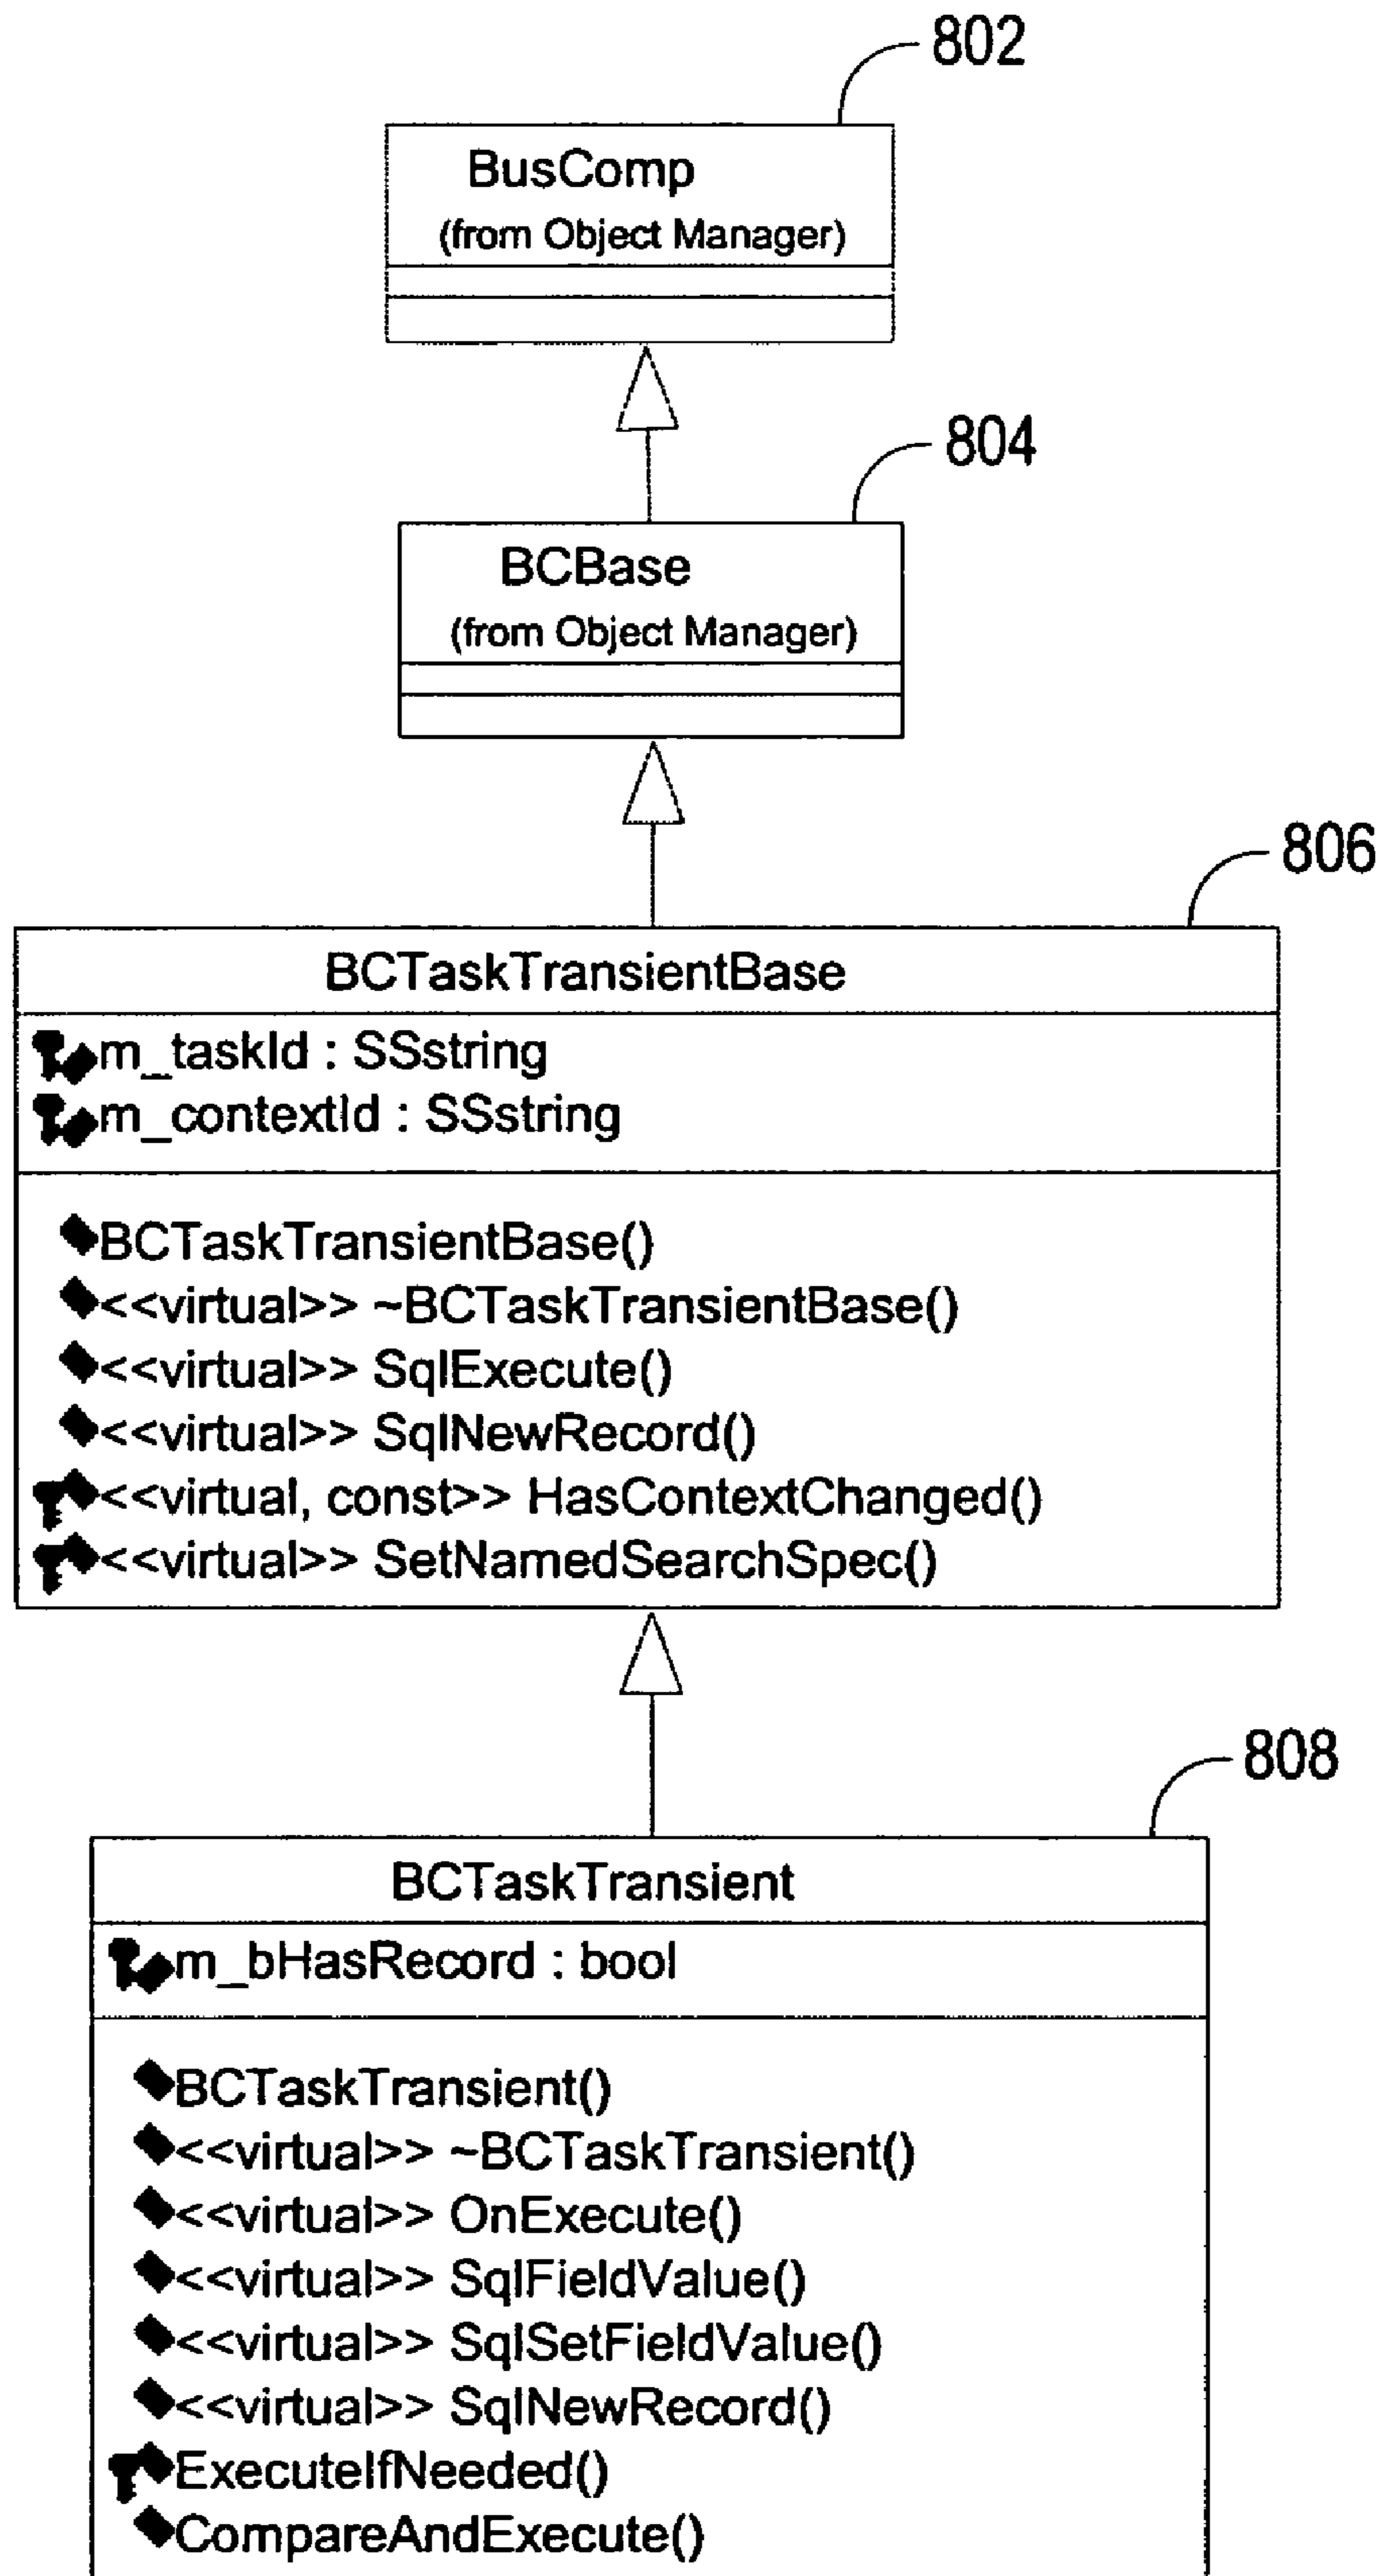 802
BusComp
(from Object Manager)
804
BCBase
(from Object Manager)
806
BCTaskTransientBase
m_taskId : SSstring
m_contextId : SSstring
BCTaskTransientBase()
<<virtual>> ~BCTaskTransientBase()
<<virtual>> SqlExecute()
<<virtual>> SqlNewRecord()
<<virtual, const>> HasContextChanged()
<<virtual>> SetNamedSearchSpec()
808
BCTaskTransient
m_bHasRecord : bool
BCTaskTransient()
<<virtual>> ~BCTaskTransient()
<<virtual>> OnExecute()
<<virtual>> SqlFieldValue()
<<virtual>> SqlSetFieldValue()
<<virtual>> SqlNewRecord()
ExecuteIfNeeded()
CompareAndExecute()